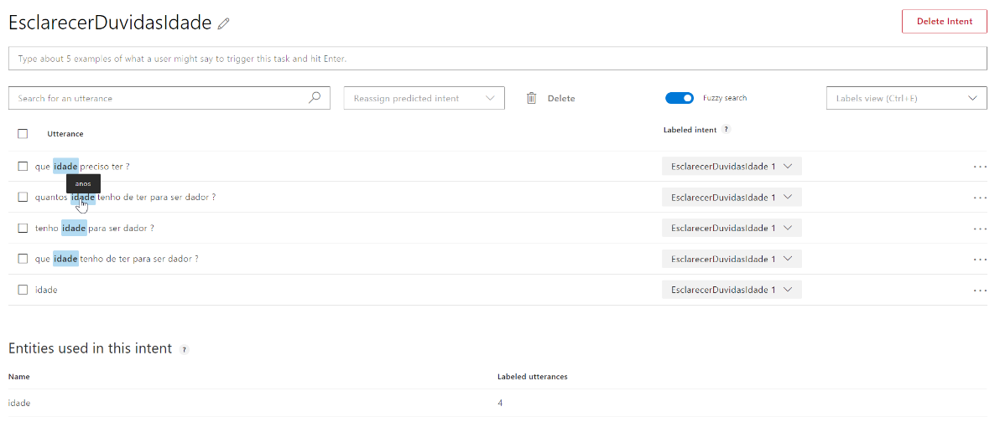 EsclarecerDuvidasIdade
Delete Intent
Type about 5 examples of what a user might say to trigger this task and hit Enter.
Search for an utterance
Reassign predicted intent
Delete
Fuzzy search
Labels view (Ctrl+E)
Utterance
Labeled intent ?
que idade preciso ter ?
EsclarecerDuvidasIdade 1
anos
quantos idade tenho de ter para ser dador ?
EsclarecerDuvidasIdade 1
tenho idade para ser dador ?
EsclarecerDuvidasIdade 1
que idade tenho de ter para ser dador ?
EsclarecerDuvidasIdade 1
idade
EsclarecerDuvidasIdade 1
Entities used in this intent ?
Name
Labeled utterances
idade
4